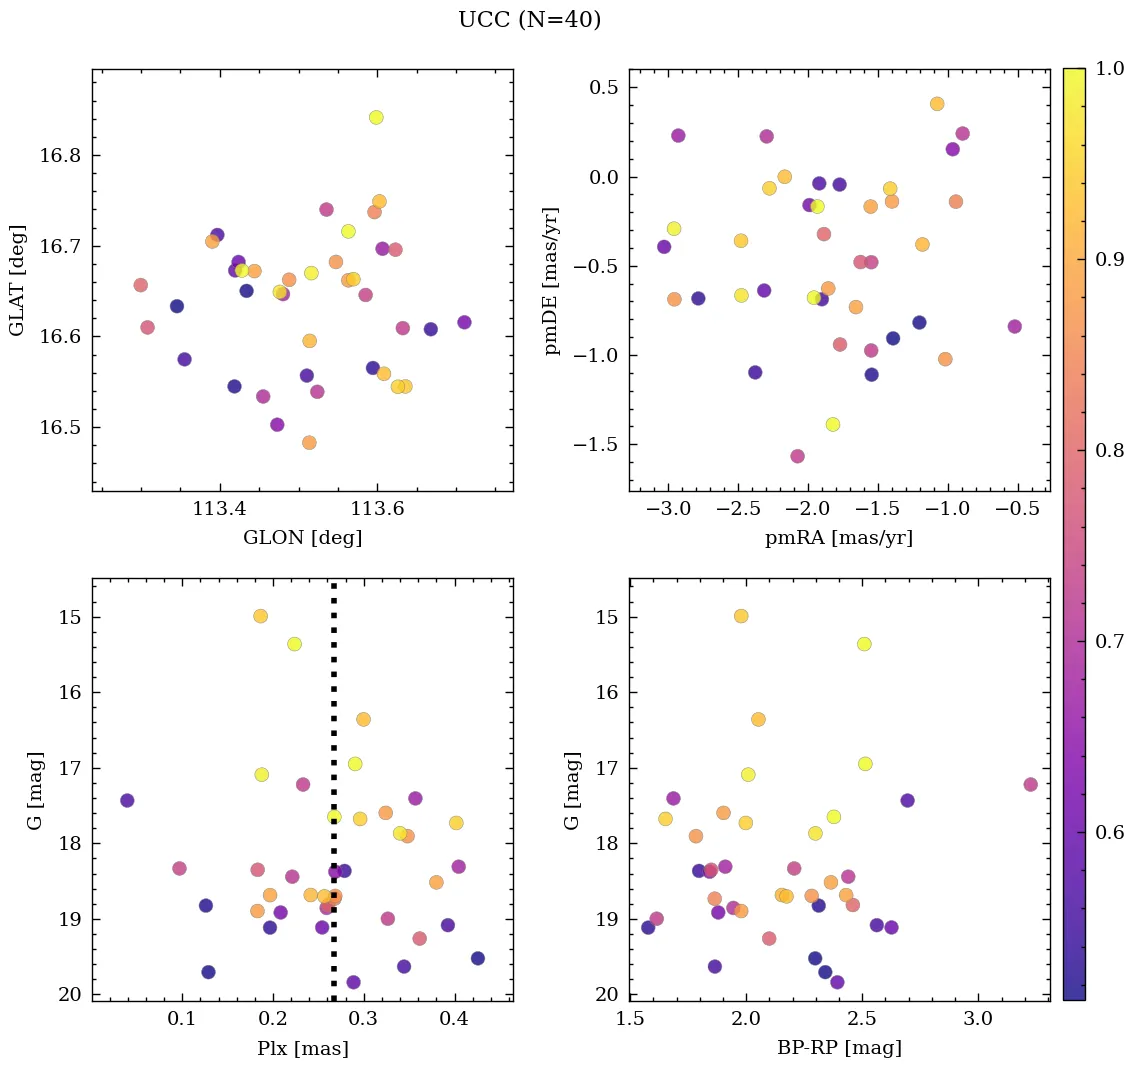 UCC (N=40)
16.8
16.7
16.6
16.5
GLAT [deg]
113.4 113.6
GLON [deg]
0.5
0.0
−0.5
−1.0
−1.5
pmDE [mas/yr]
−3.0 −2.5 −2.0 −1.5 −1.0 −0.5
pmRA [mas/yr]
15
16
17
18
19
20
G [mag]
0.1 0.2 0.3 0.4
Plx [mas]
15
16
17
18
19
20
G [mag]
1.5 2.0 2.5 3.0
BP-RP [mag]
1.0
0.9
0.8
0.7
0.6